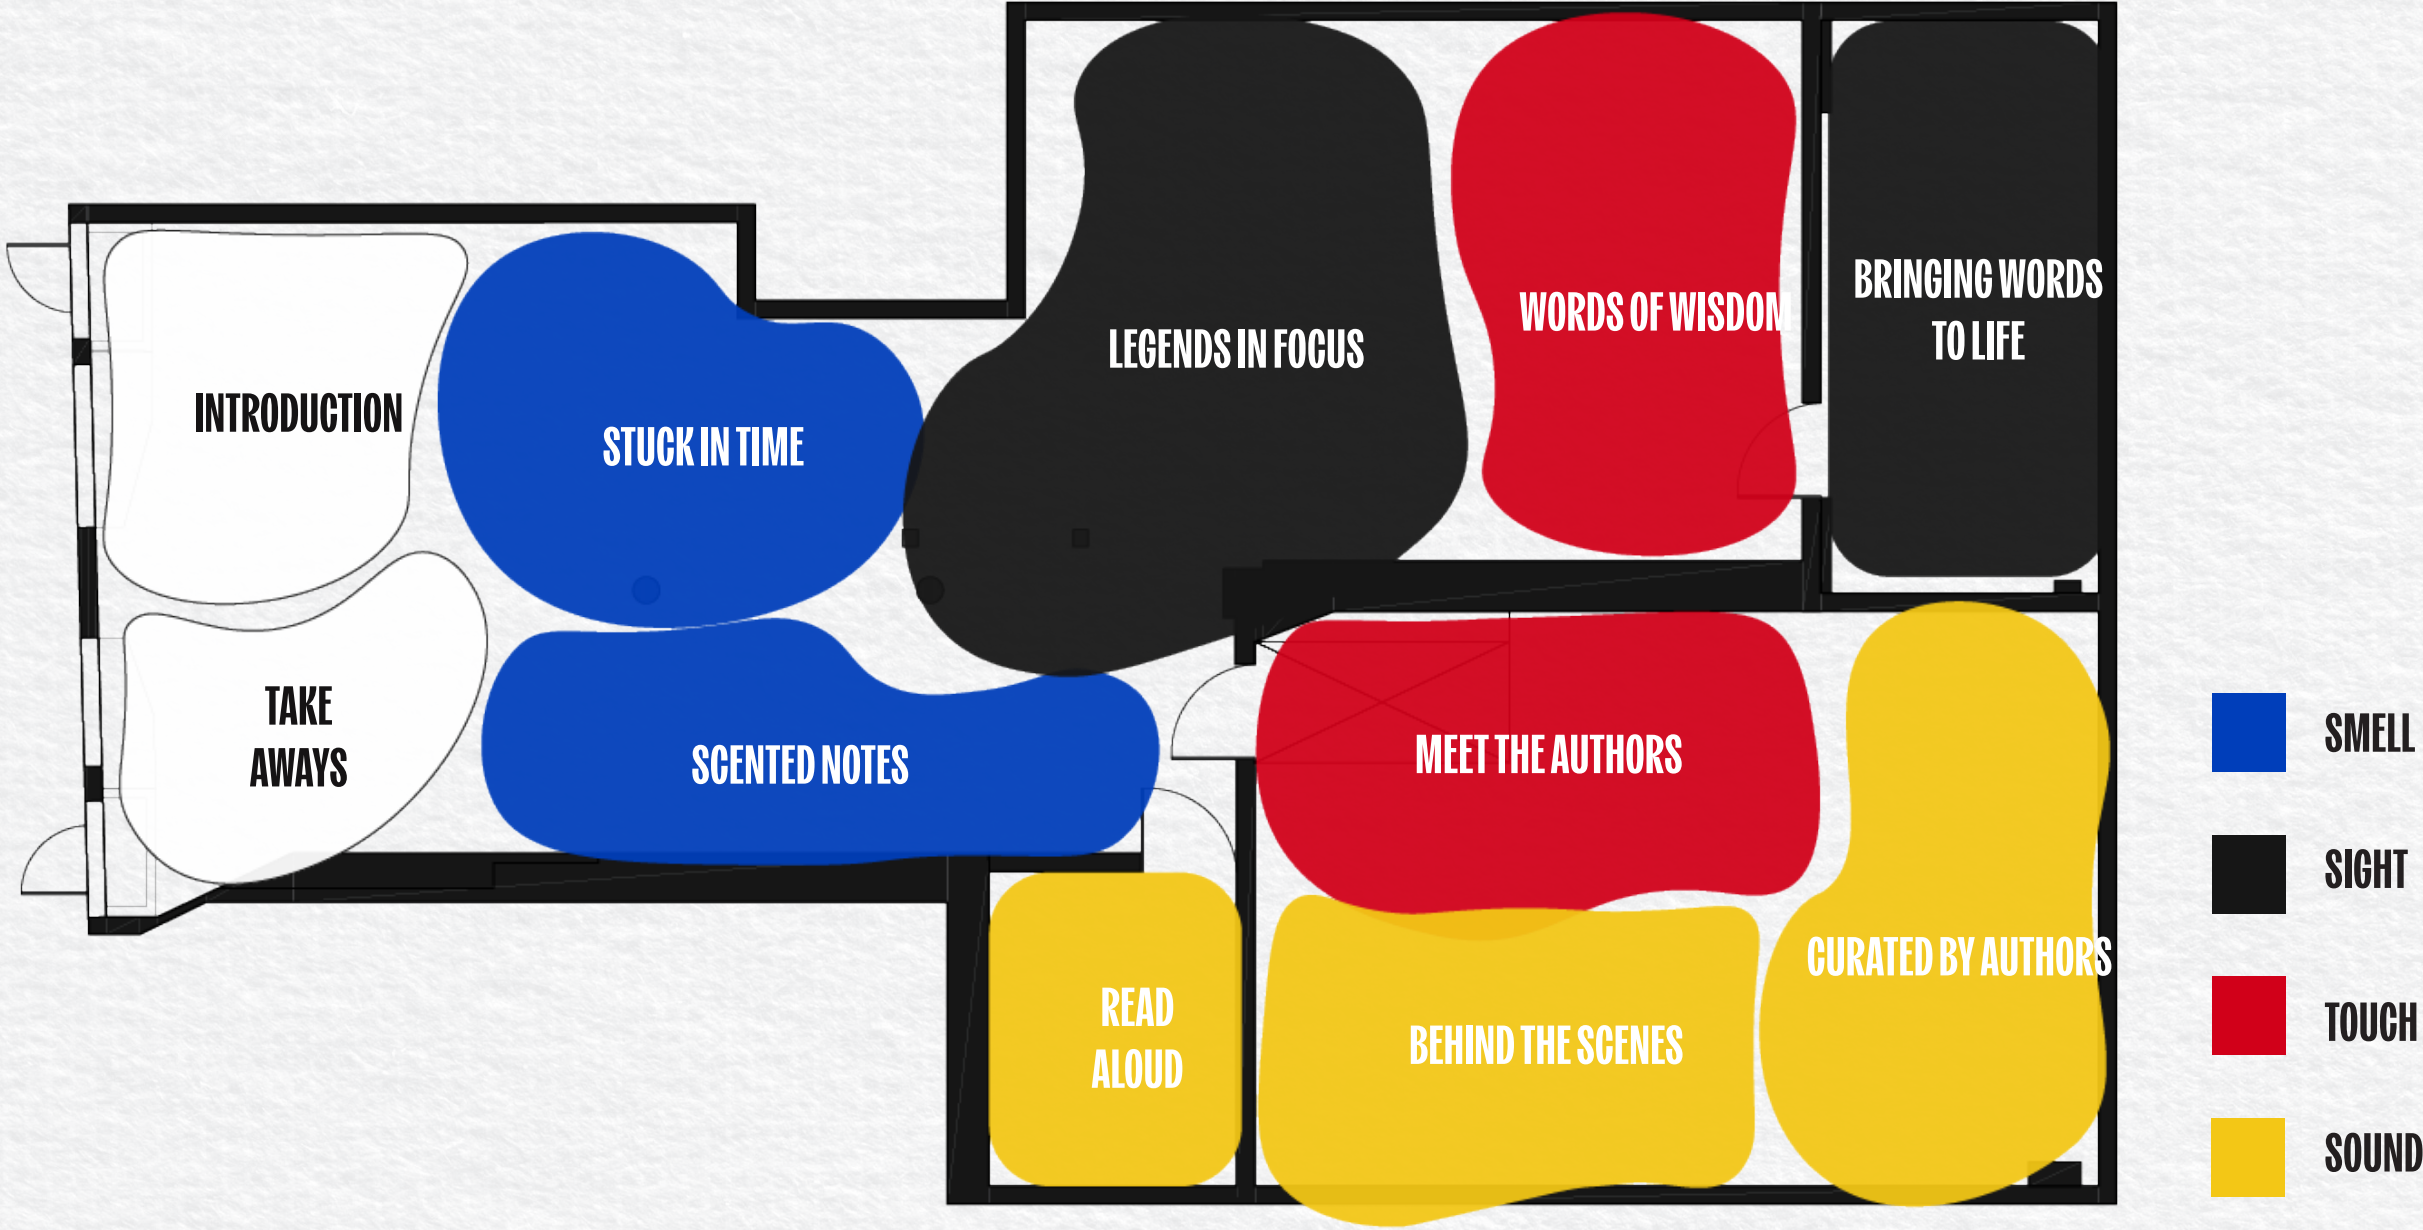 INTRODUCTION
STUCK IN TIME
LEGENDS IN FOCUS
WORDS OF WISDOM
BRINGING WORDS
TO LIFE
TAKE
AWAYS
SCENTED NOTES
MEET THE AUTHORS
READ
ALOUD
BEHIND THE SCENES
CURATED BY AUTHORS
SMELL
SIGHT
TOUCH
SOUND